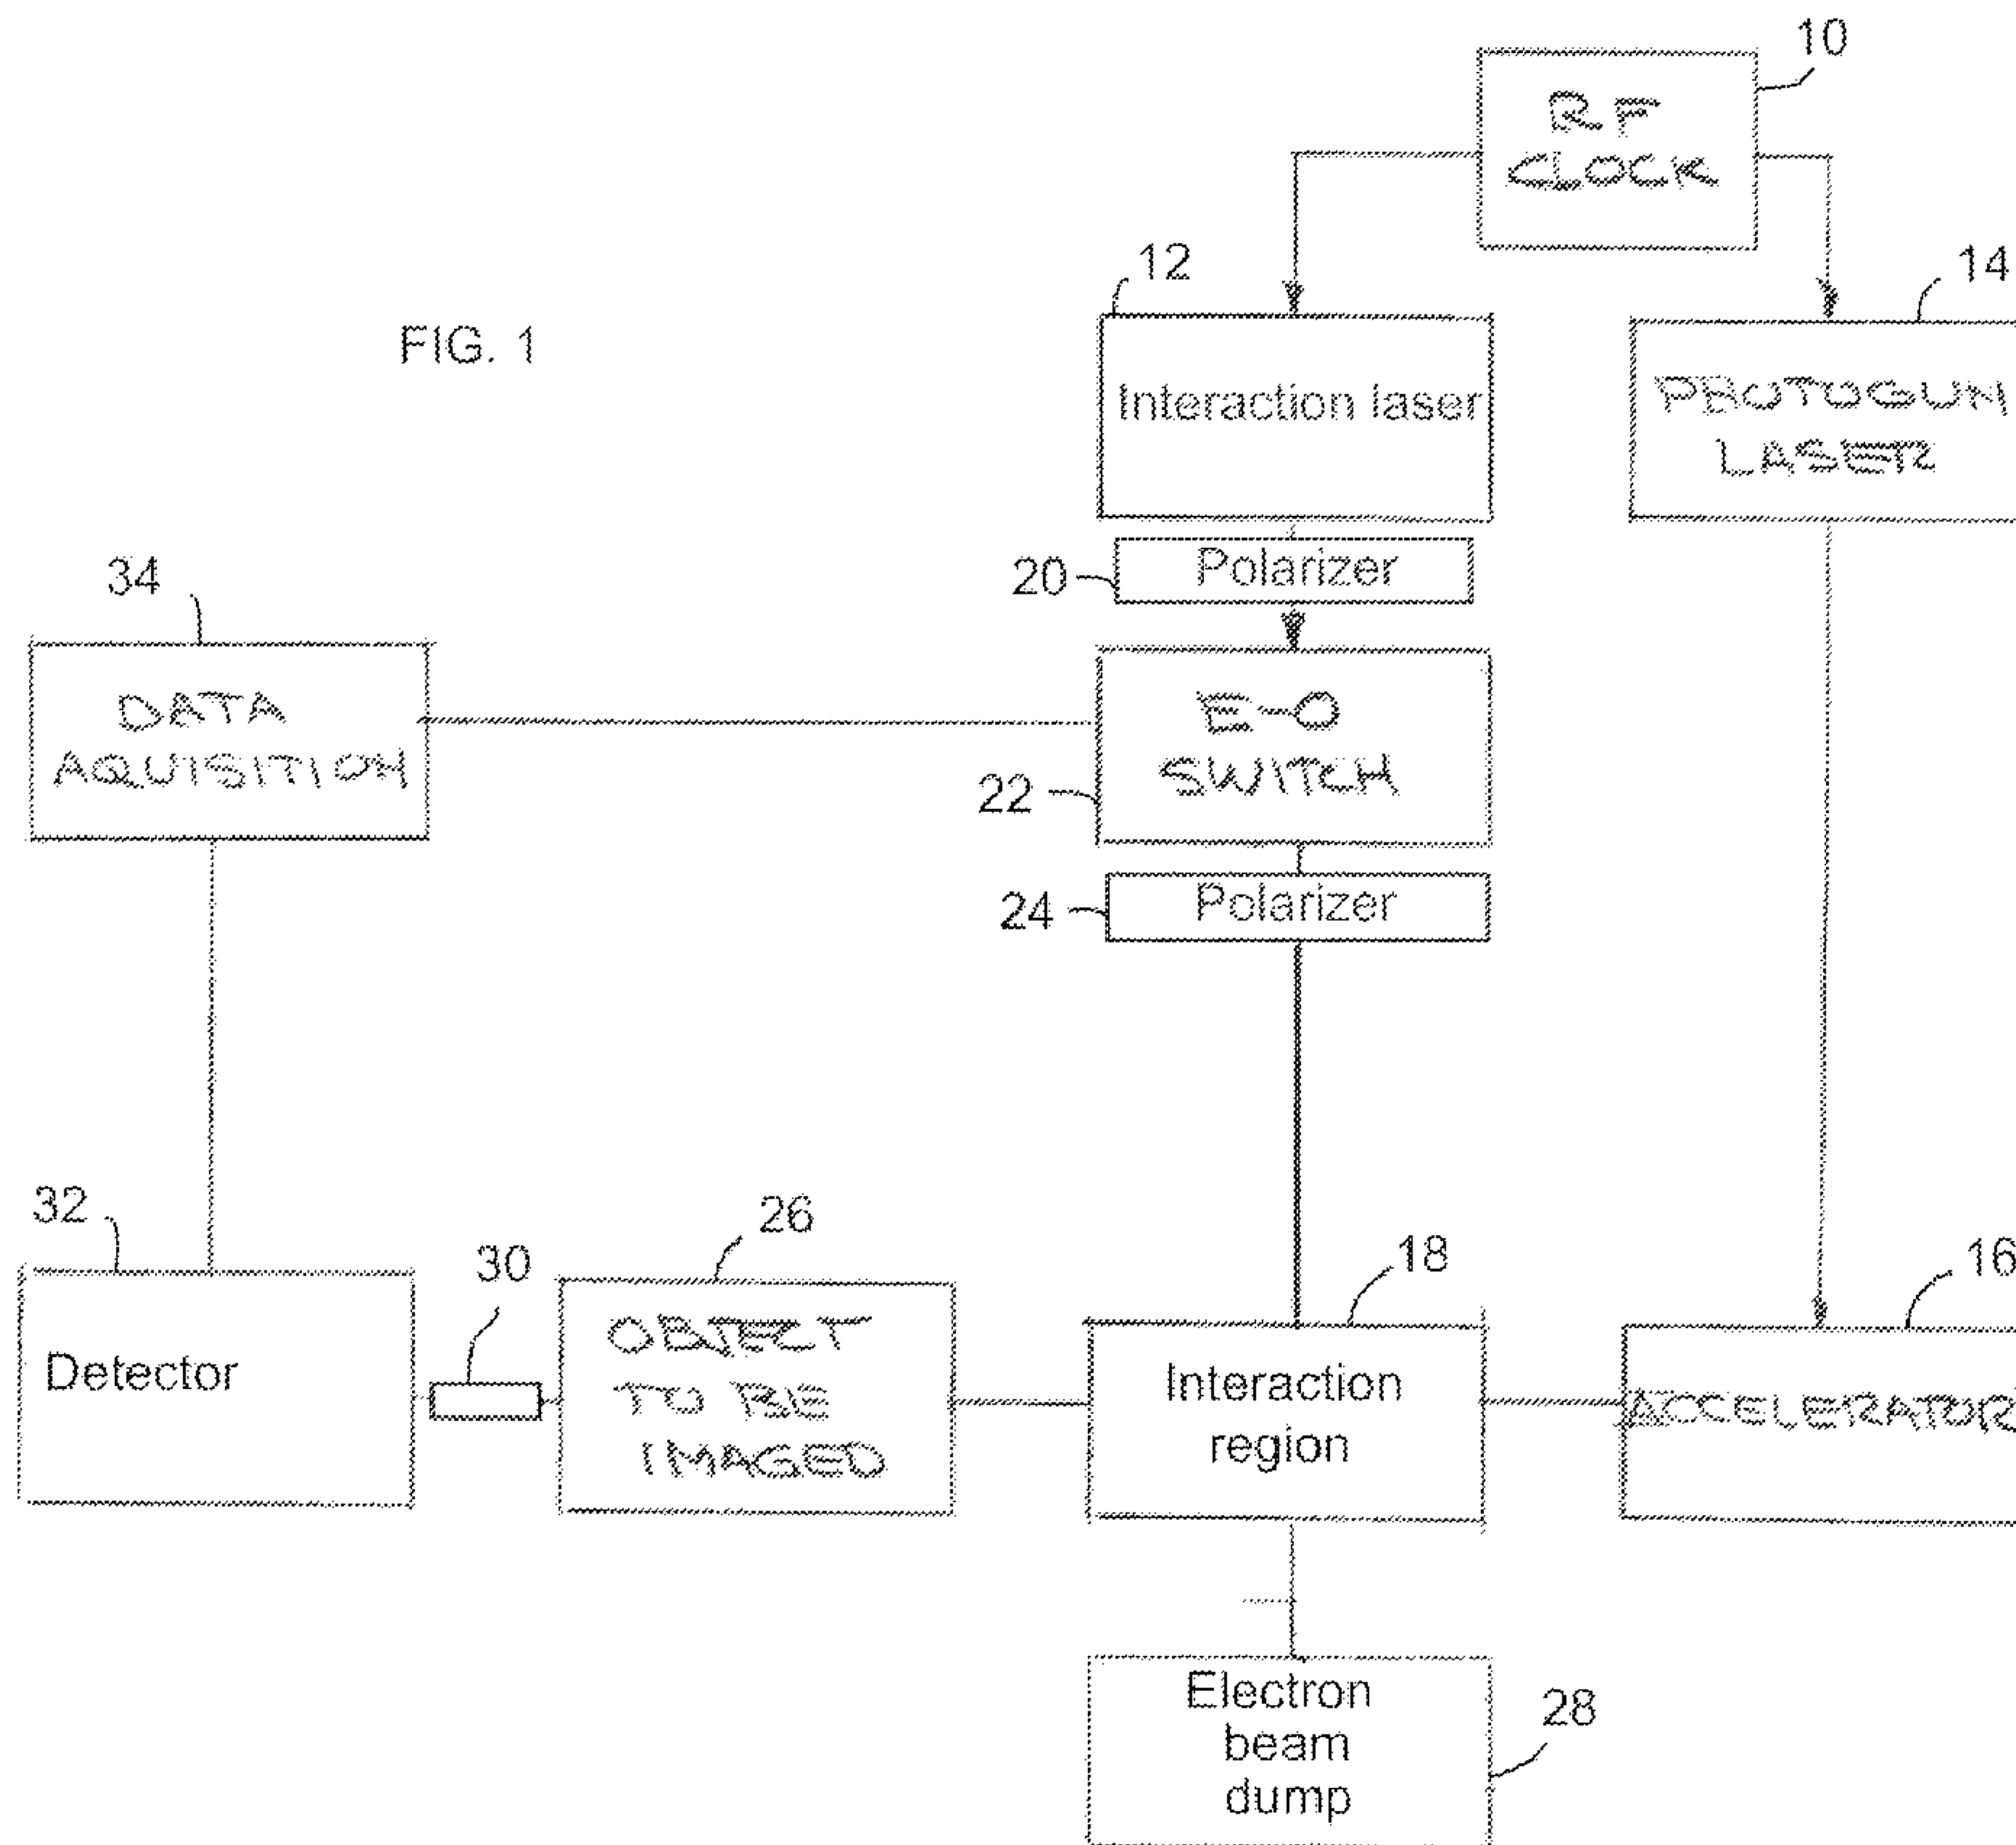 10
RF
CLOCK
12
14
FIG. 1
Interaction laser
PHOTOGUN
LASER
20
Polarizer
34
DATA
AQUISITION
E-O
SWITCH
22
24
Polarizer
32
30
26
18
16
Detector
OBJECT
TO BE
IMAGED
Interaction
region
ACCELERATOR
Electron
beam
dump
28